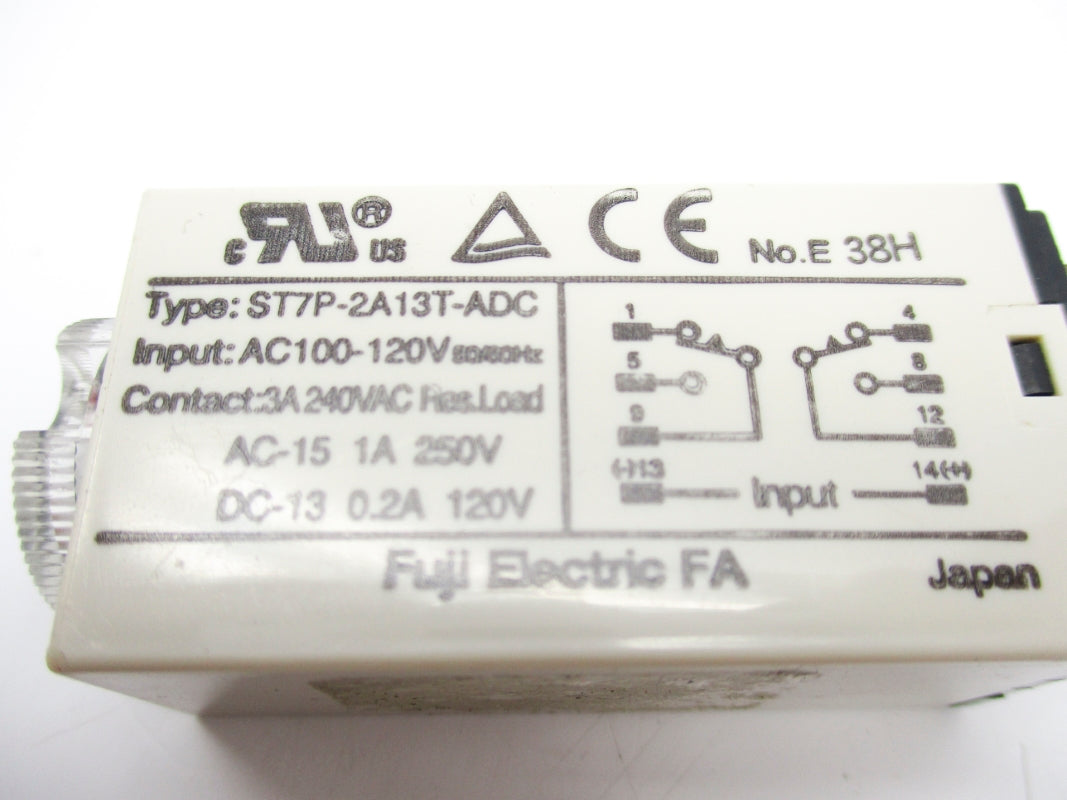 c RU ® US CE No.E 38H
Type: ST7P-2A13T-ADC
Input: AC100-120V 50/60Hz
Contact:3A 240VAC Res.Load
AC-15 1A 250V
DC-13 0.2A 120V
1 4
5 8
9 12
(-)13 14(+)
Input
Fuji Electric FA
Japan